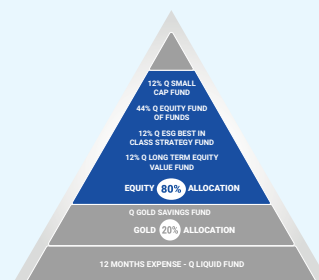 12% Q SMALL
CAP FUND
44% Q EQUITY FUND
OF FUNDS
12% Q ESG BEST IN
CLASS STRATEGY FUND
12% Q LONG TERM EQUITY
VALUE FUND
EQUITY 80% ALLOCATION
Q GOLD SAVINGS FUND
GOLD 20% ALLOCATION
12 MONTHS EXPENSE - Q LIQUID FUND